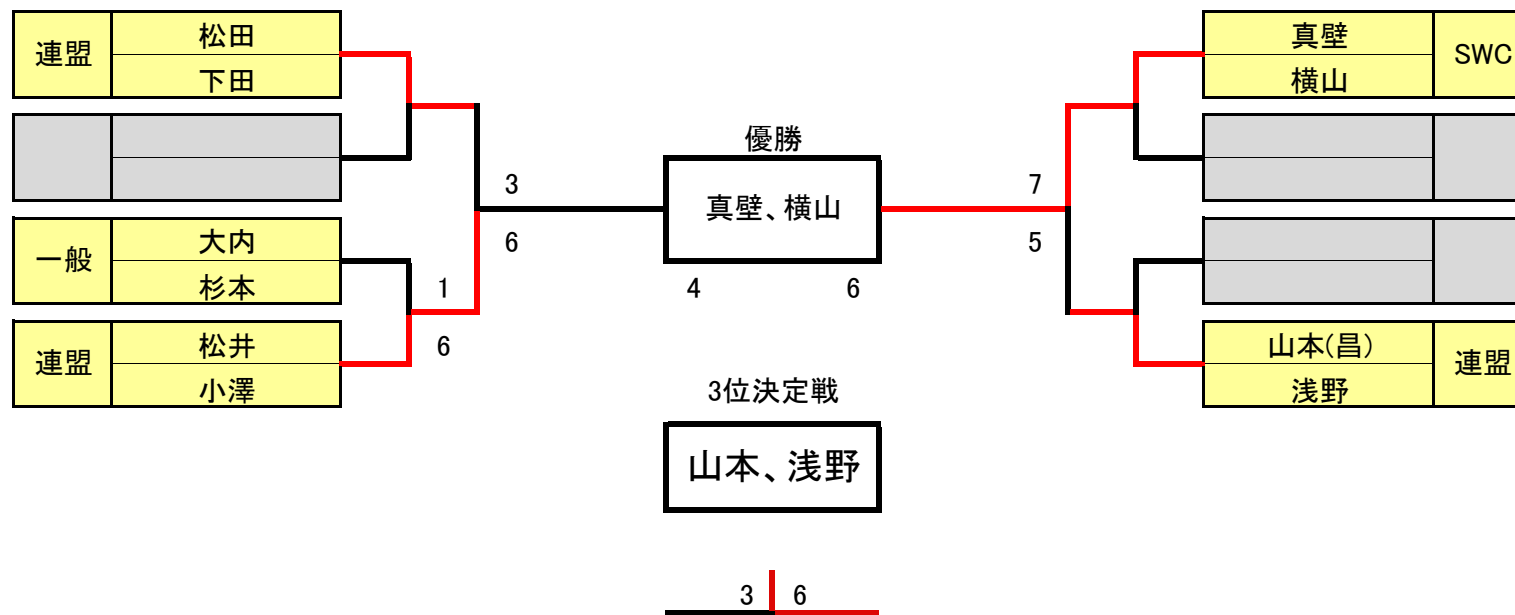 連盟
松田
下田
一般
大内
杉本
連盟
松井
小澤
3
6
1
6
優勝
真壁、横山
4 6
3位決定戦
山本、浅野
3 6
7
5
真壁
横山
SWC
山本(昌)
浅野
連盟